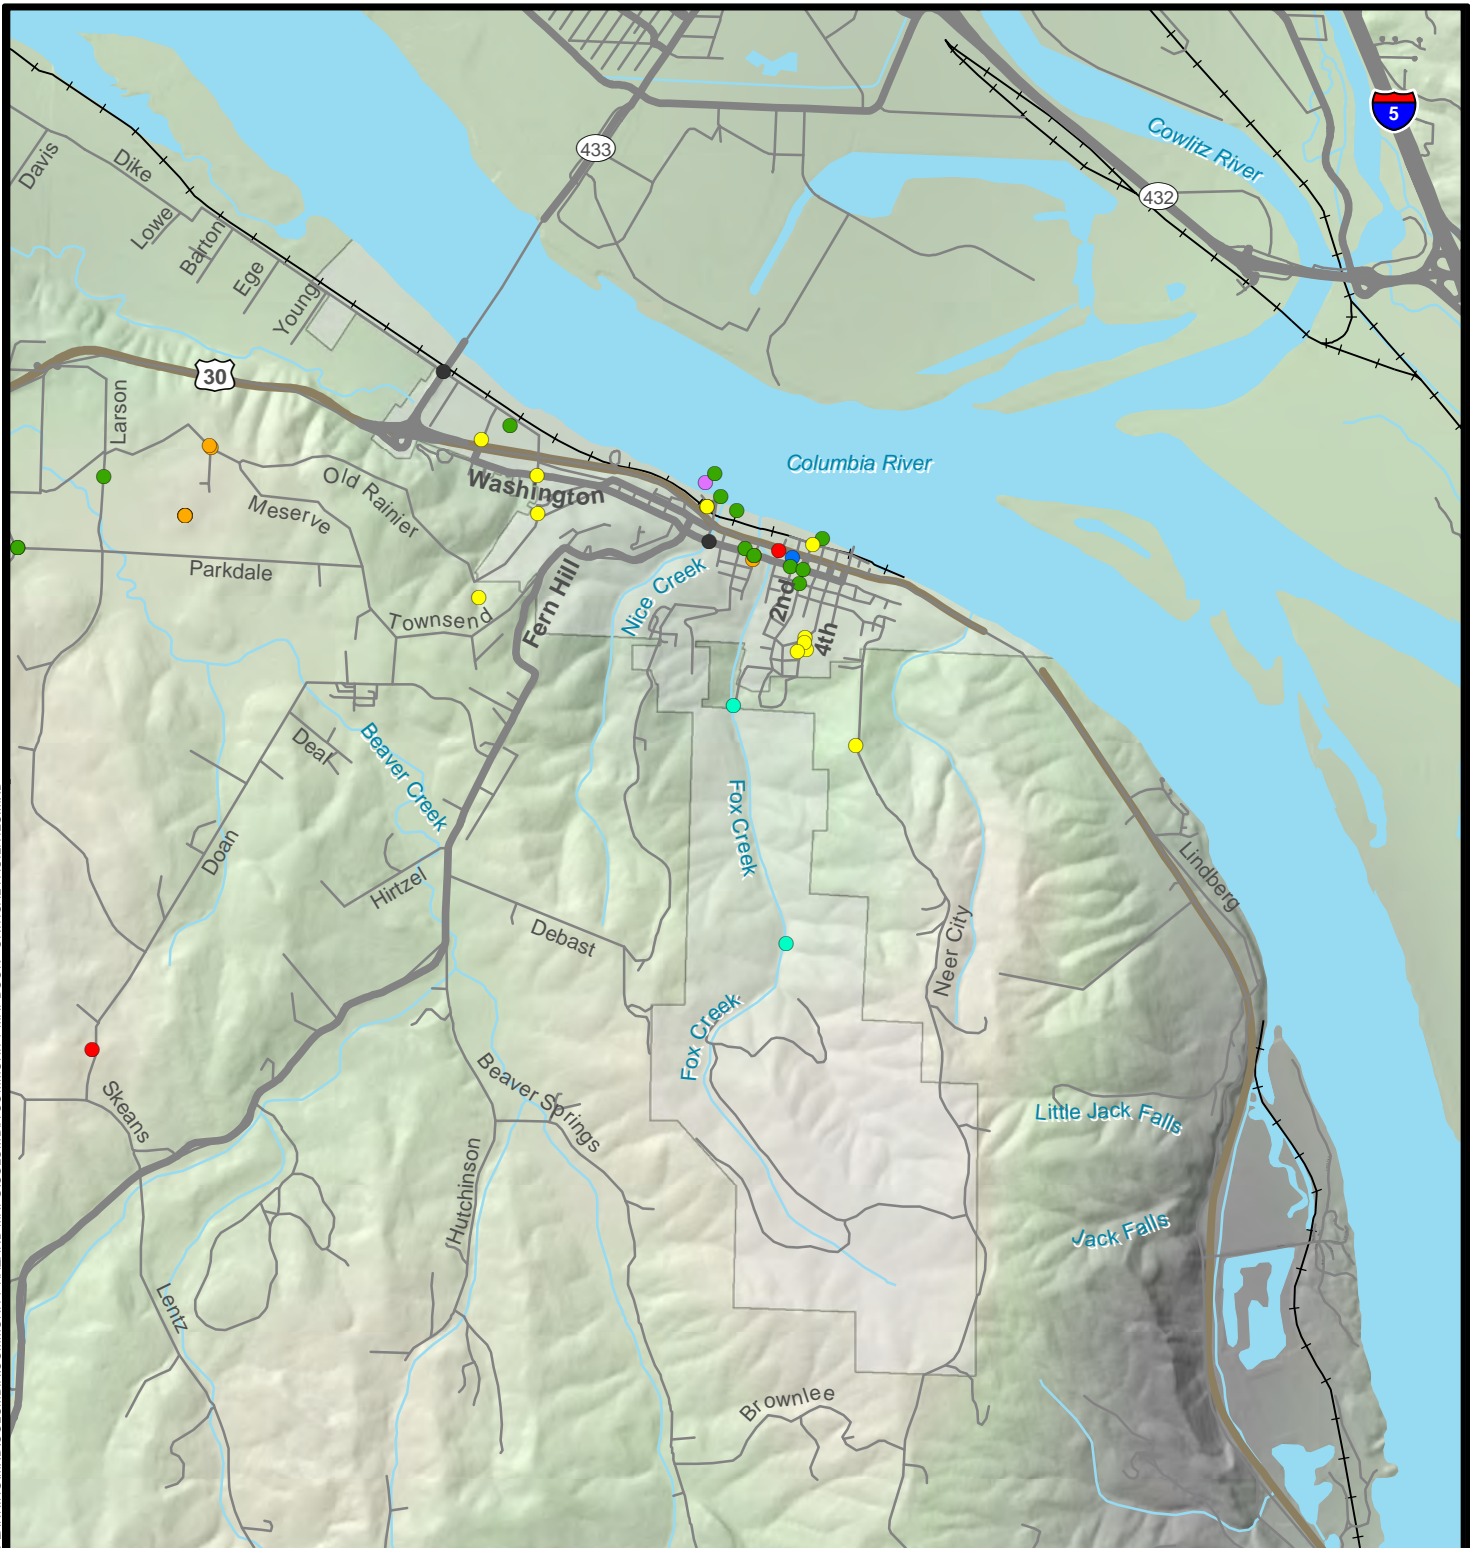 5
Cowlitz River
433
432
Davis
Dike
Lowe
Barton
Ege
Young
30
Larson
Columbia River
Old Rainier
Washington
Meserve
Parkdale
Nice Creek
Fern Hill
2nd
4th
Townsend
Deal
Beaver Creek
Fox Creek
Doan
Hirtzel
Lindberg
Debast
Neer City
Fox Creek
Skeans
Beaver Springs
Little Jack Falls
Hutchinson
Jack Falls
Lentz
Brownlee